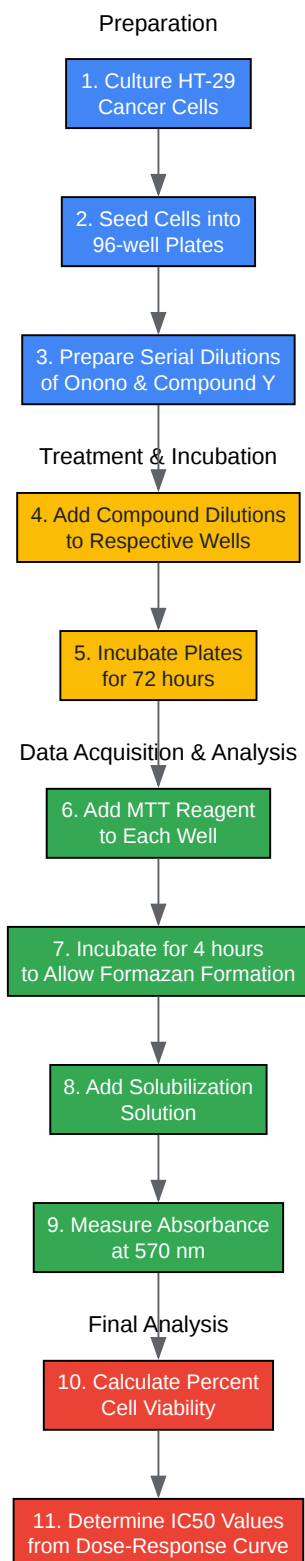 Preparation
1. Culture HT-29
Cancer Cells
2. Seed Cells into
96-well Plates
3. Prepare Serial Dilutions
of Onono & Compound Y
Treatment & Incubation
4. Add Compound Dilutions
to Respective Wells
5. Incubate Plates
for 72 hours
Data Acquisition & Analysis
6. Add MTT Reagent
to Each Well
7. Incubate for 4 hours
to Allow Formazan Formation
8. Add Solubilization
Solution
9. Measure Absorbance
at 570 nm
Final Analysis
10. Calculate Percent
Cell Viability
11. Determine IC50 Values
from Dose-Response Curve